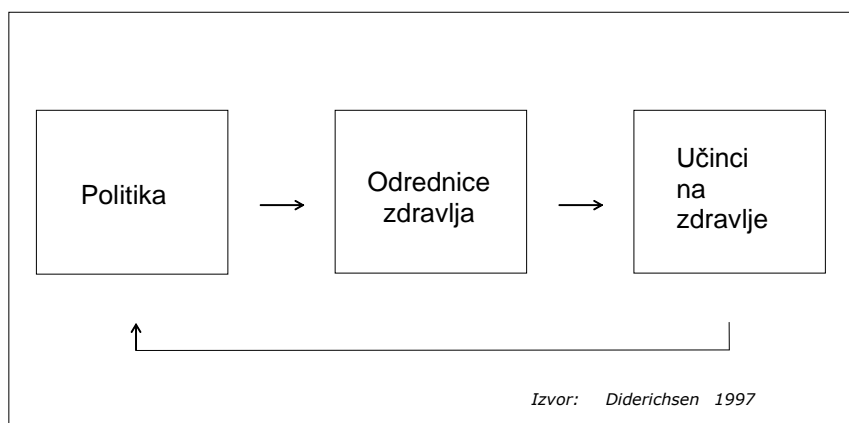 Politika
Odrednice
zdravlja
Učinci
na
zdravlje
Izvor: Diderichsen 1997